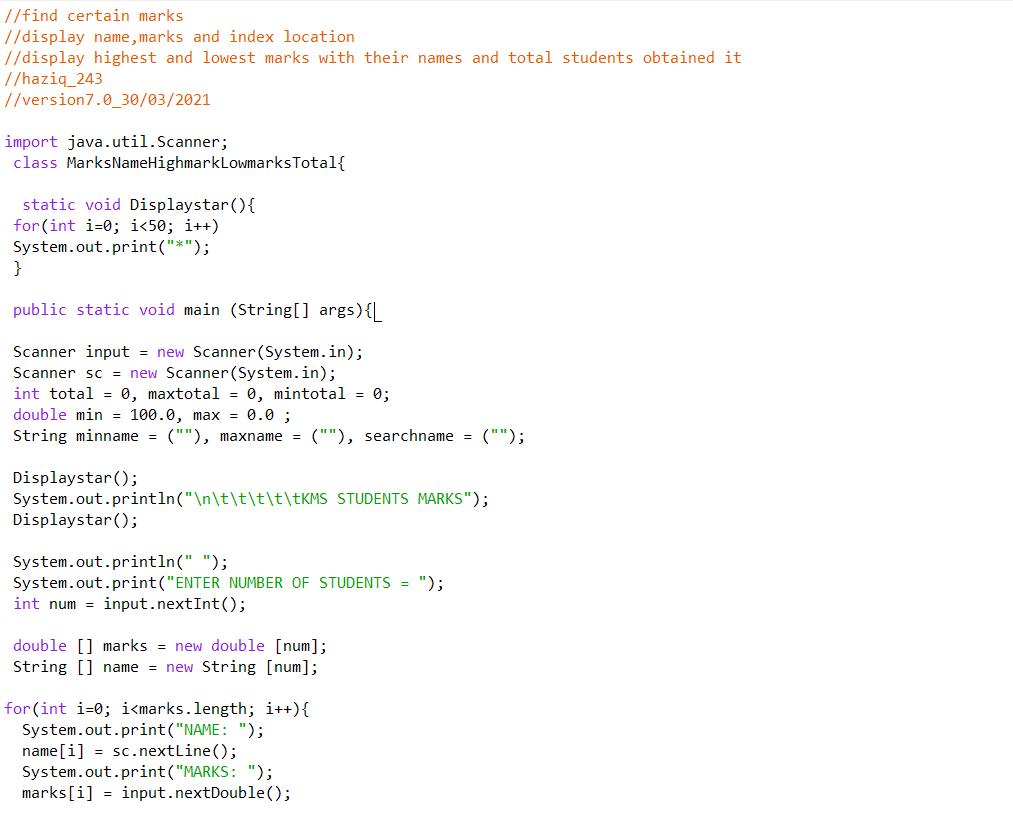 //find certain marks
//display name,marks and index location
//display highest and lowest marks with their names and total students obtained it
//haziq_243
//version7.0_30/03/2021
import java.util.Scanner;
class MarksNameHighmarkLowmarksTotal{
static void Displaystar(){
for(int i=0; i<50; i++)
System.out.print("*");
}
public static void main (String[] args){
Scanner input = new Scanner(System.in);
Scanner sc = new Scanner(System.in);
int total = 0, maxtotal = 0, mintotal = 0;
double min = 100.0, max = 0.0 ;
String minname = (""), maxname = (""), searchname = ("");
Displaystar();
System.out.println("\n\t\t\t\t\tKMS STUDENTS MARKS");
Displaystar();
System.out.println(" ");
System.out.print("ENTER NUMBER OF STUDENTS = ");
int num = input.nextInt();
double [] marks = new double [num];
String [] name = new String [num];
for(int i=0; i<marks.length; i++){
System.out.print("NAME: ");
name[i] = sc.nextLine();
System.out.print("MARKS: ");
marks[i] = input.nextDouble();